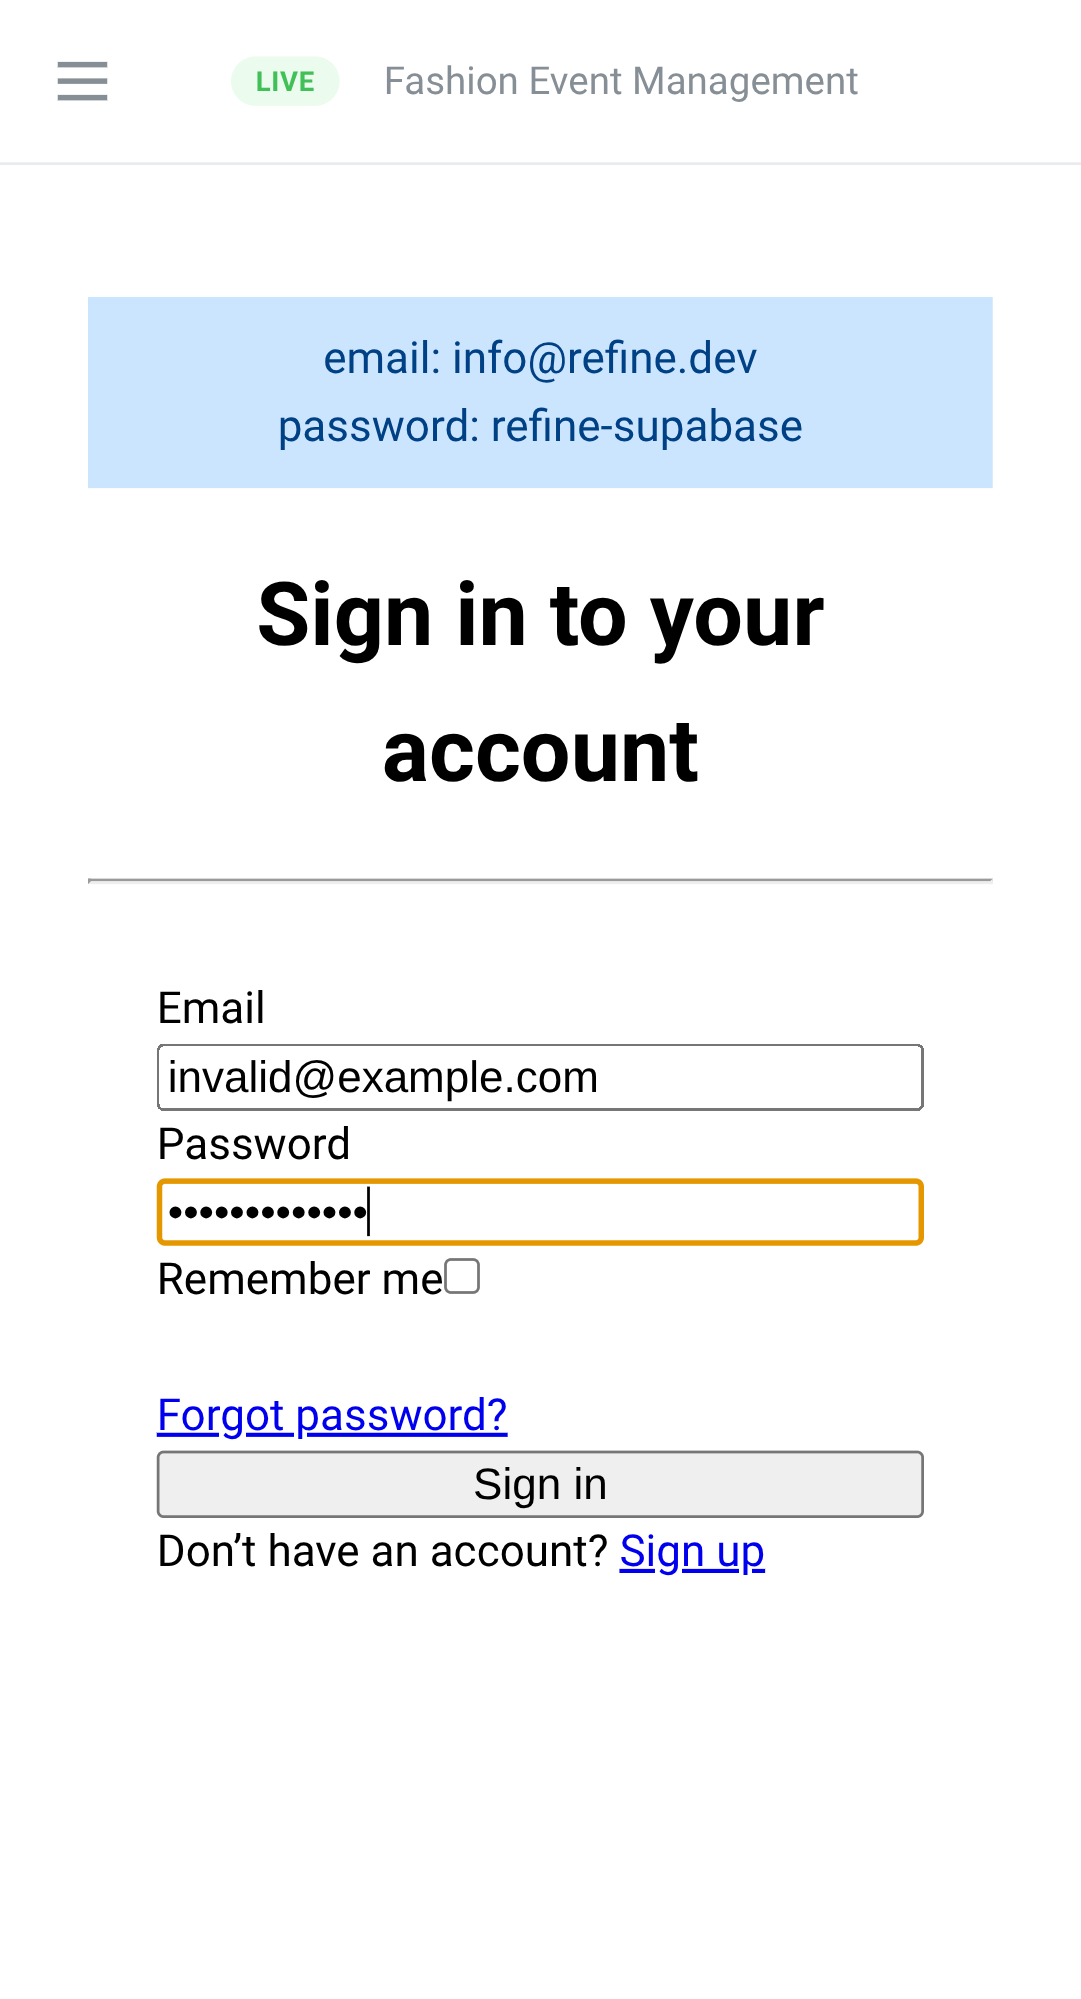 LIVE Fashion Event Management
email: info@refine.dev
password: refine-supabase
Sign in to your
account
Email
invalid@example.com
Password
•••••••••••••
Remember me
Forgot password?
Sign in
Don’t have an account? Sign up